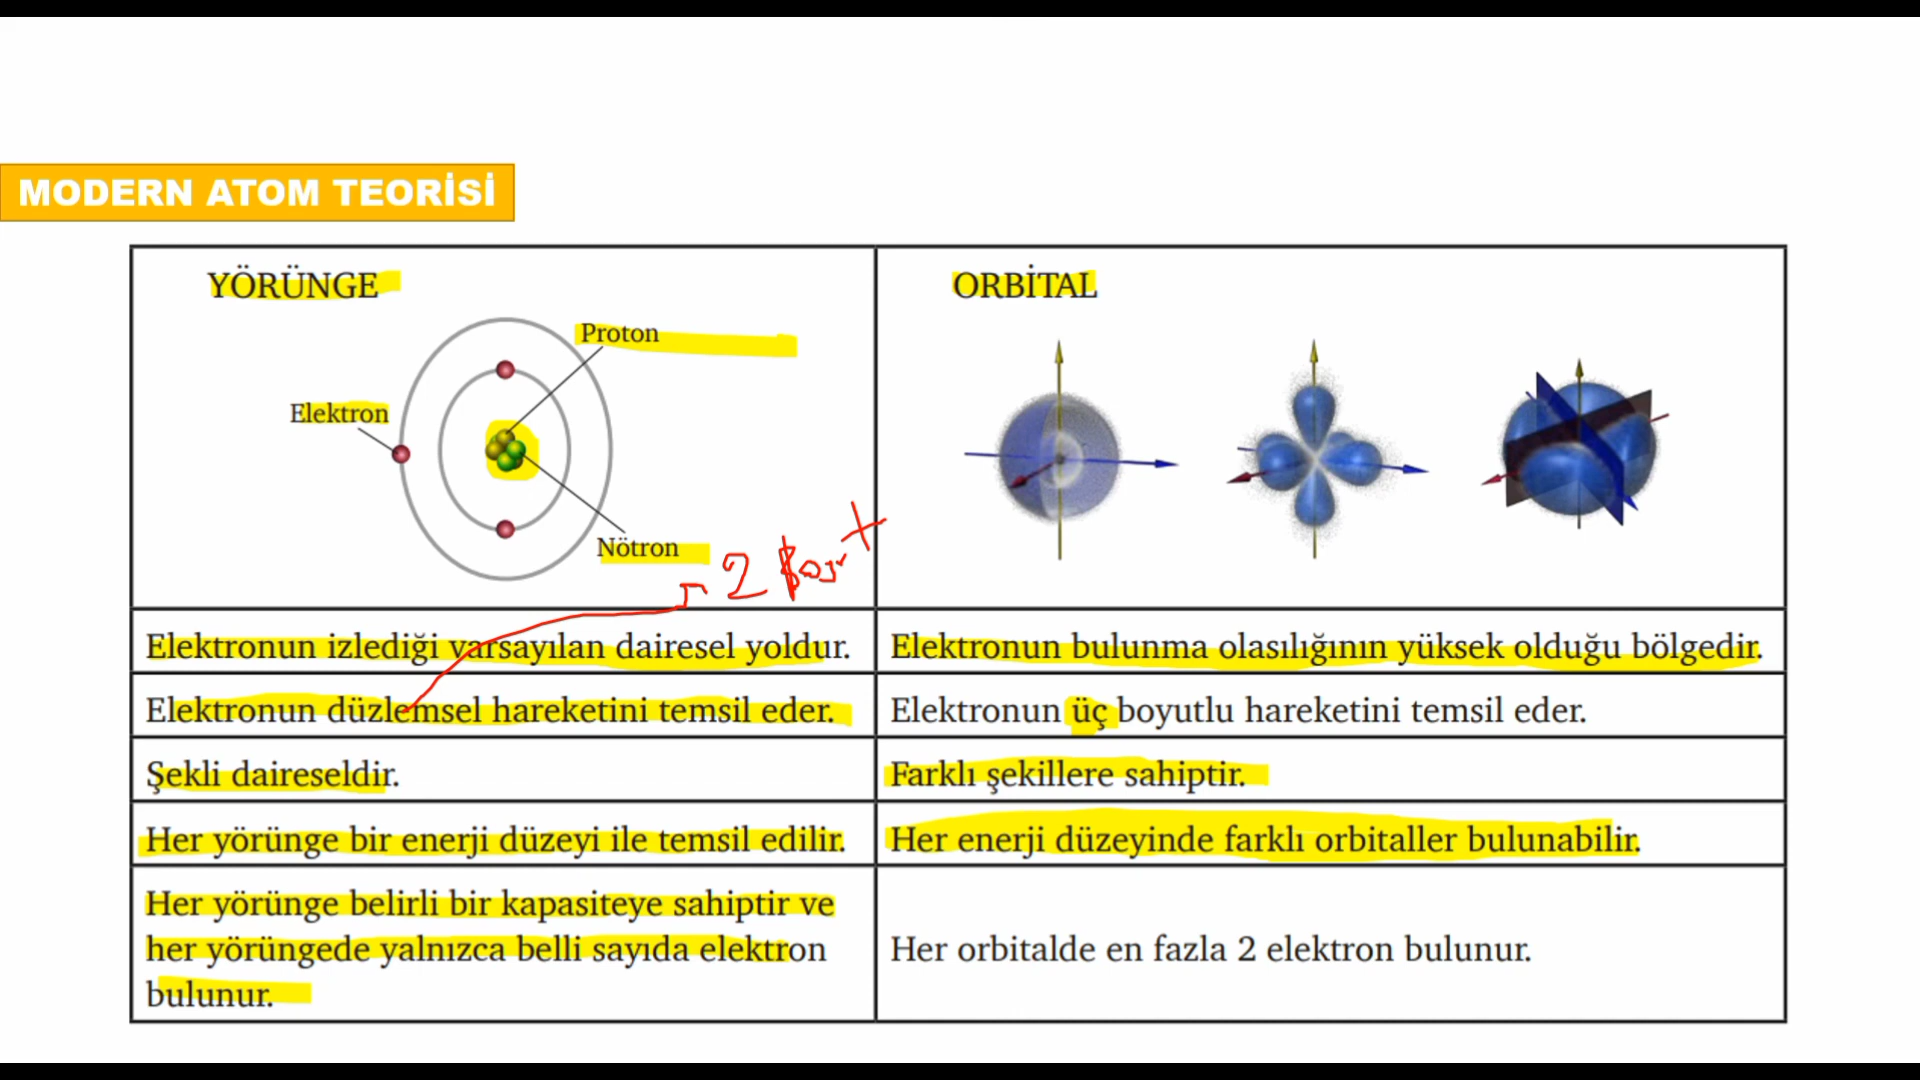 MODERN ATOM TEORİSİ
YÖRÜNGE
Proton
Elektron
Nötron
2
ORBİTAL
Elektronun izlediği varsayılan dairesel yoldur.
Elektronun bulunma olasılığının yüksek olduğu bölgedir.
Elektronun düzlemsel hareketini temsil eder.
Elektronun üç boyutlu hareketini temsil eder.
Şekli daireseldir.
Farklı şekillere sahiptir.
Her yörünge bir enerji düzeyi ile temsil edilir.
Her enerji düzeyinde farklı orbitaller bulunabilir.
Her yörünge belirli bir kapasiteye sahiptir ve
her yörüngede yalnızca belli sayıda elektron
bulunur.
Her orbitalde en fazla 2 elektron bulunur.